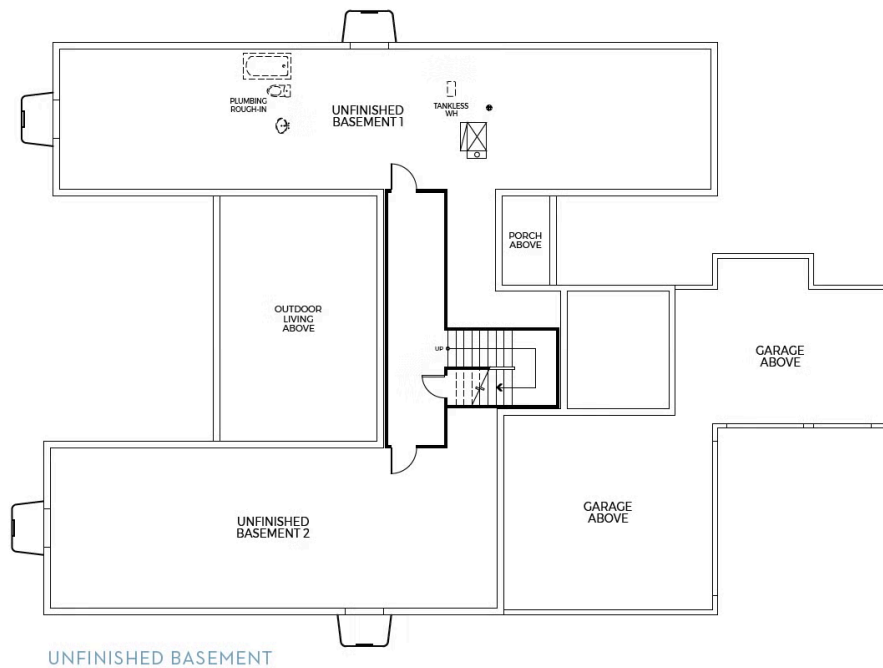 PLUMBING
ROUGH-IN
UNFINISHED
BASEMENT 1
TANKLESS
WH
PORCH
ABOVE
OUTDOOR
LIVING
ABOVE
UP
GARAGE
ABOVE
UNFINISHED
BASEMENT 2
GARAGE
ABOVE
UNFINISHED BASEMENT